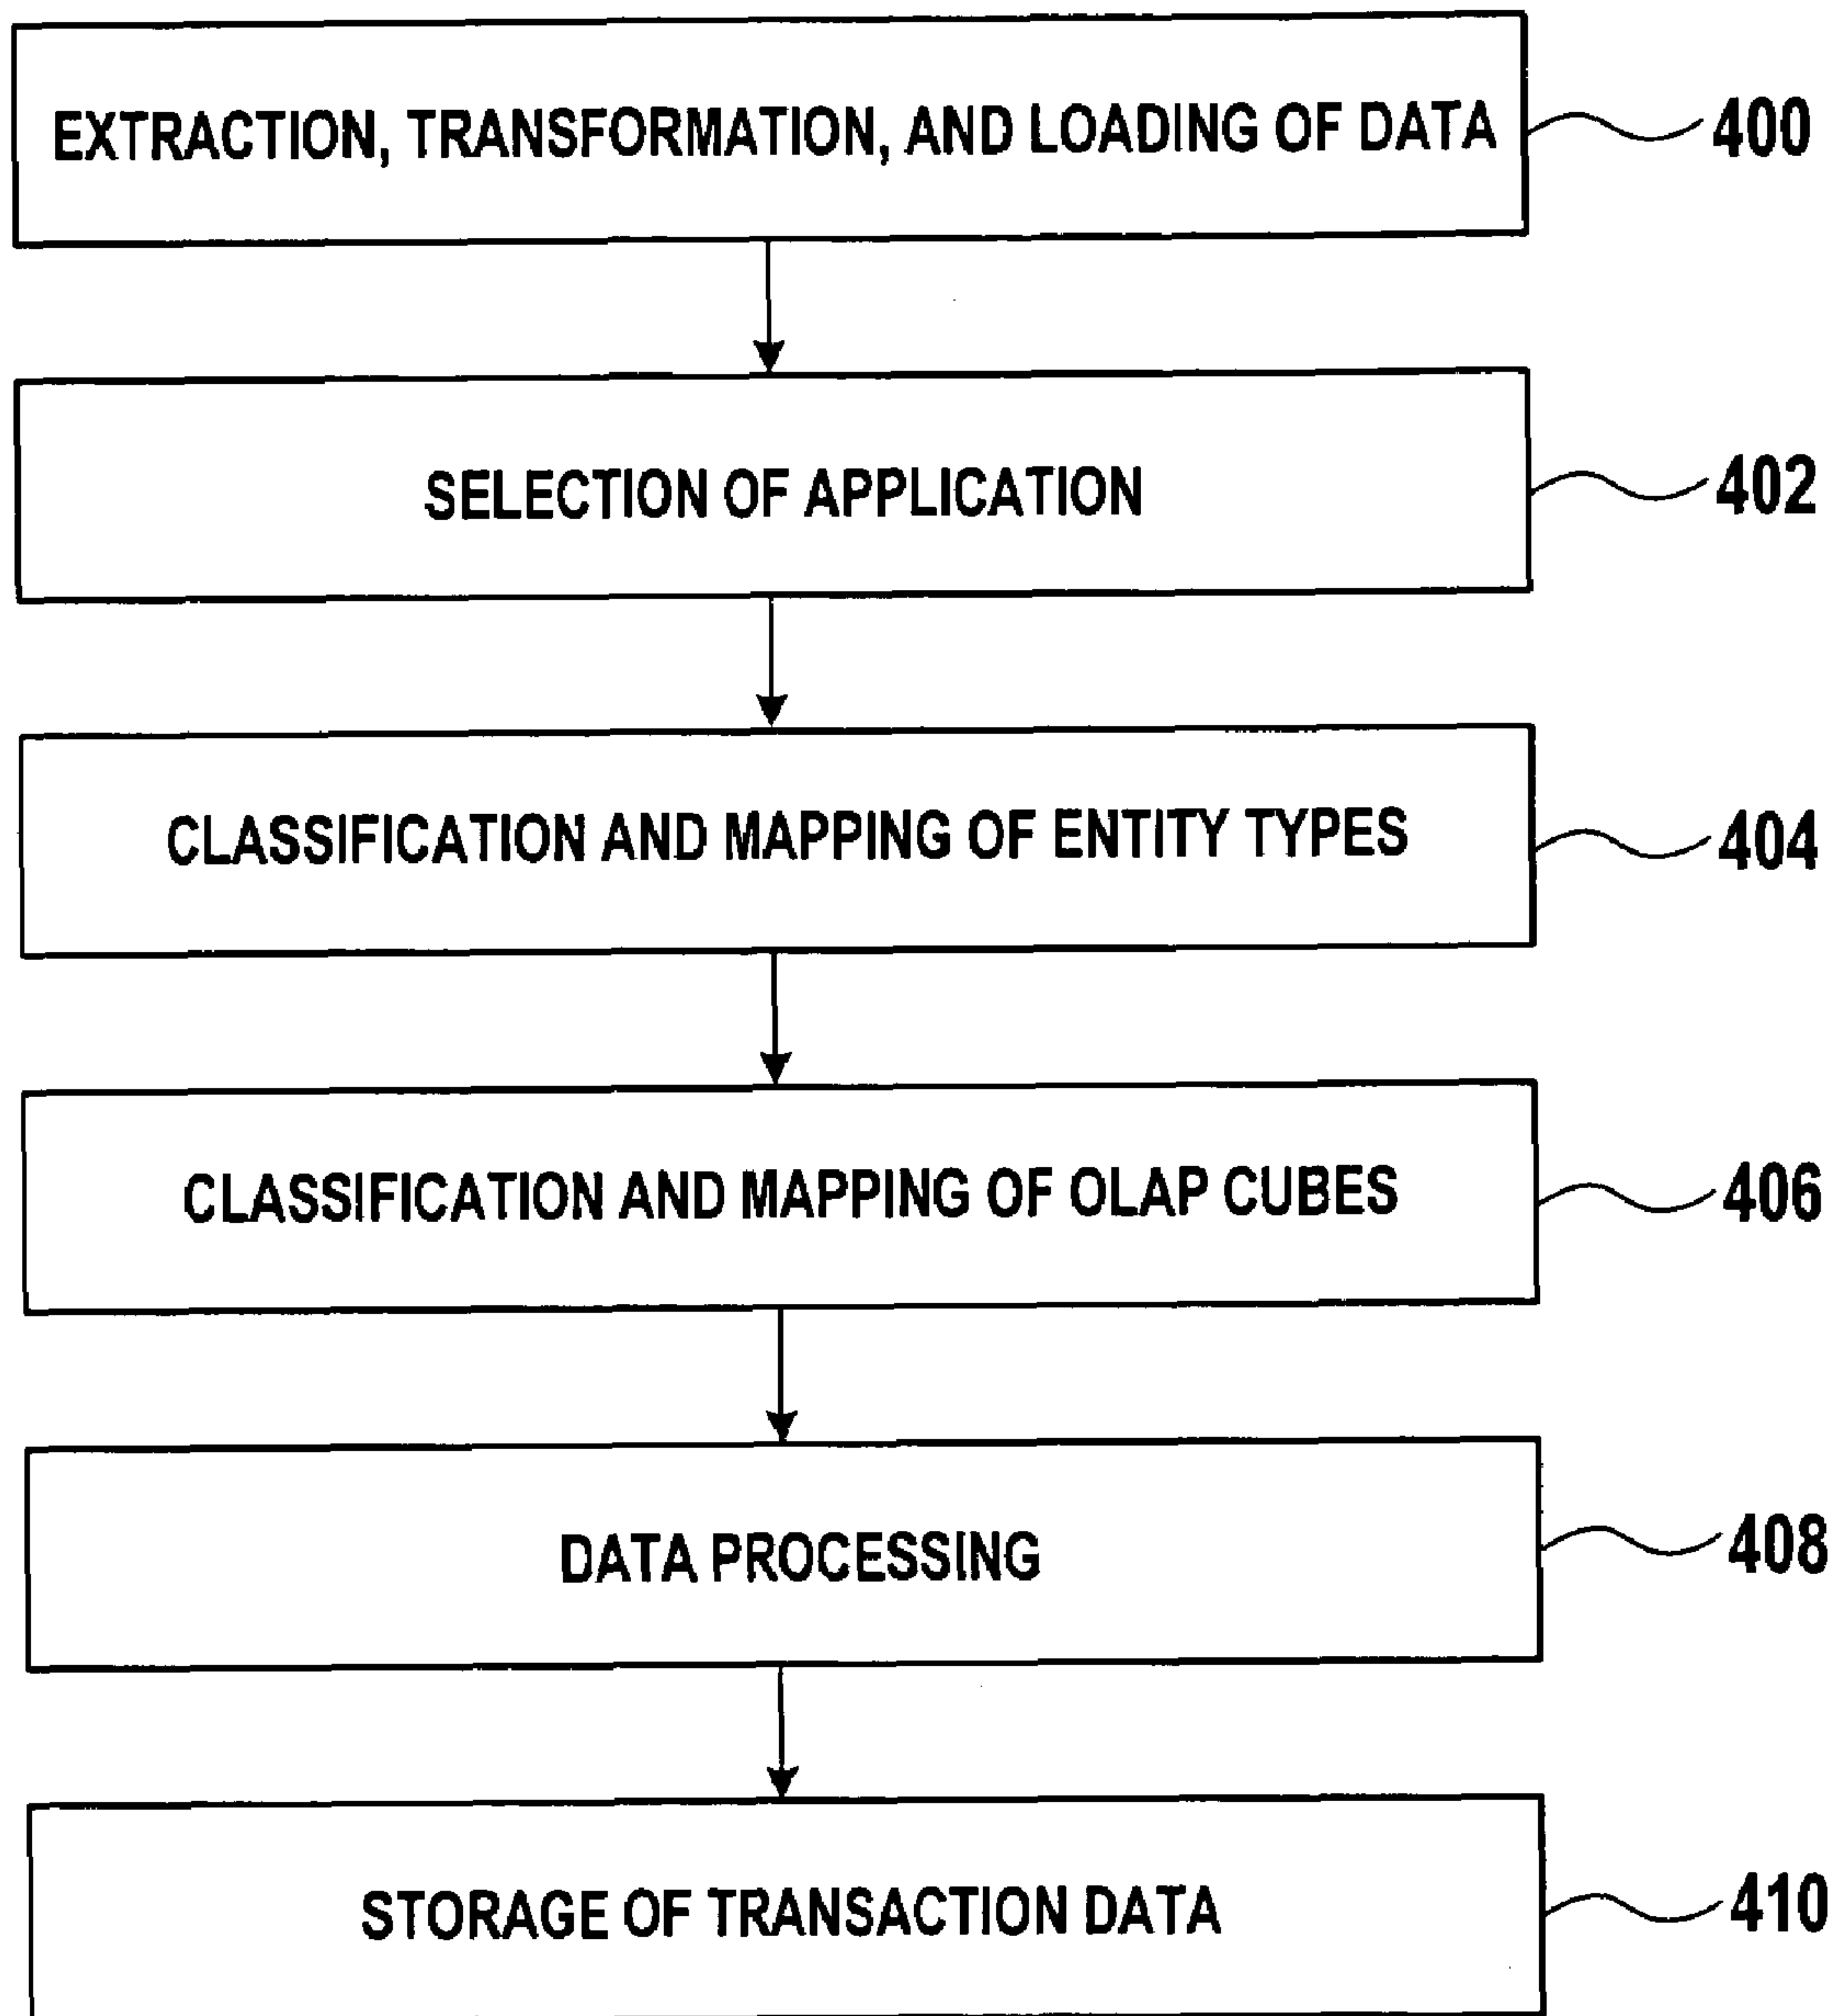 EXTRACTION, TRANSFORMATION, AND LOADING OF DATA
400
SELECTION OF APPLICATION
402
CLASSIFICATION AND MAPPING OF ENTITY TYPES
404
CLASSIFICATION AND MAPPING OF OLAP CUBES
406
DATA PROCESSING
408
STORAGE OF TRANSACTION DATA
410